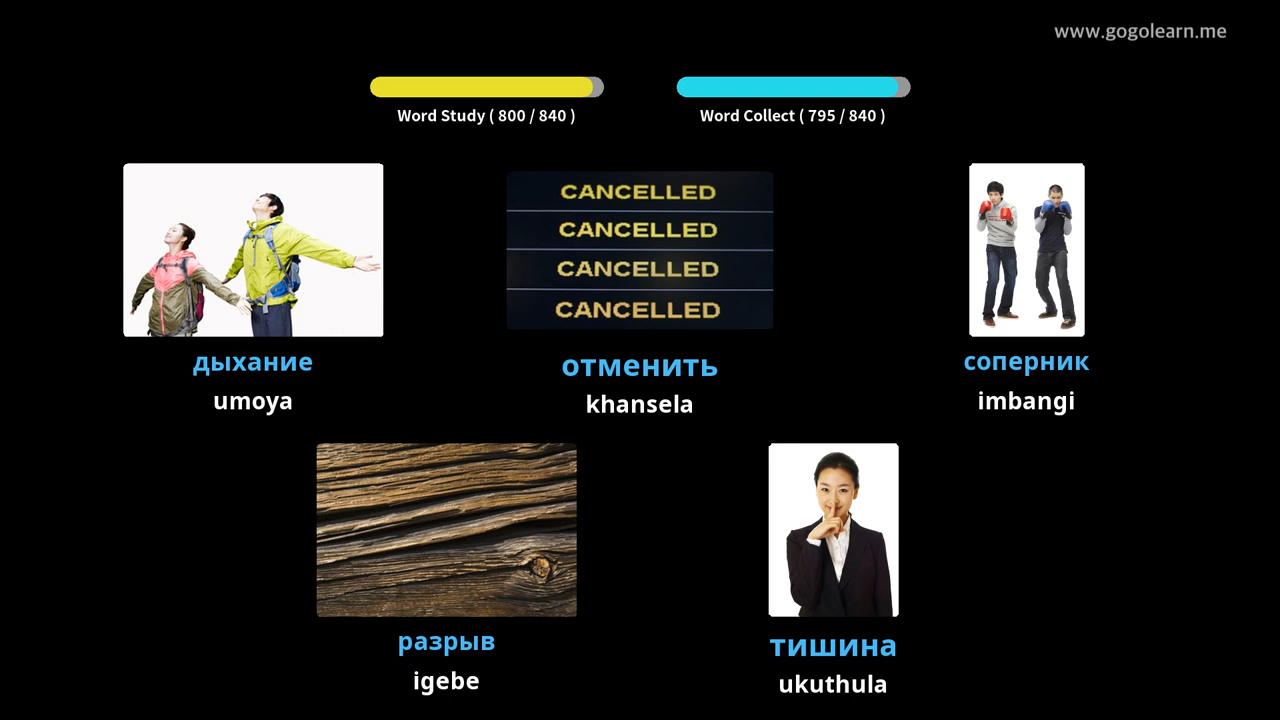 www.gogolearn.me
Word Study ( 800 / 840 )
Word Collect ( 795 / 840 )
CANCELLED
CANCELLED
CANCELLED
CANCELLED
дыхание
umoya
отменить
khansela
соперник
imbangi
разрыв
igebe
тишина
ukuthula